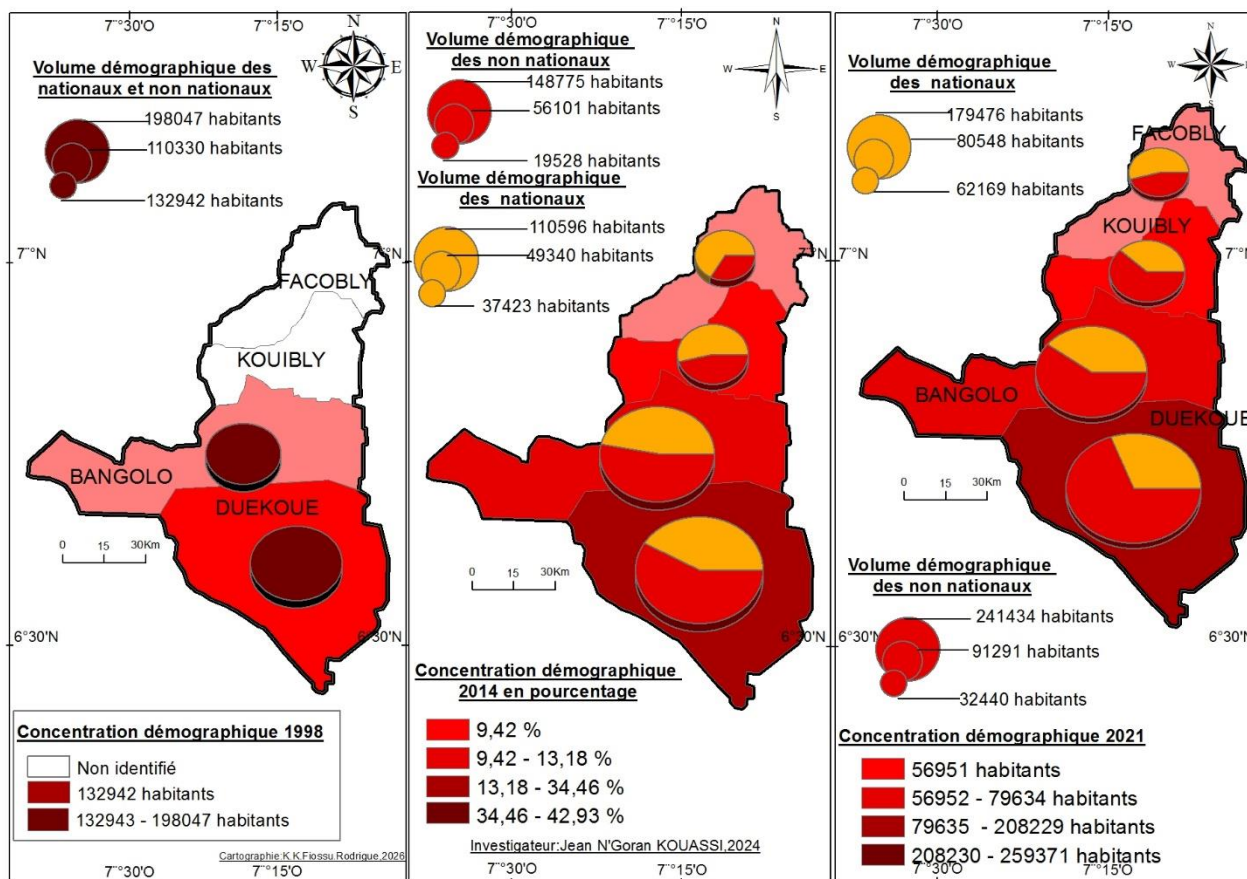 7°°30'O
7°°15'O
N
W
E
S
Volume démographique des
nationaux et non nationaux
198047 habitants
110330 habitants
132942 habitants
7°°N
FACOBLY
KOUIBLY
BANGOLO
DUEKOUE
0 15 30Km
6°30'N
Concentration démographique 1998
Non identifié
132942 habitants
132943 - 198047 habitants
Cartographie:K.K.Fiossu.Rodrigue,2026
7°°30'O
7°°15'O
7°°30'O
7°°15'O
Volume démographique
des non nationaux
148775 habitants
56101 habitants
19528 habitants
N
W
E
S
Volume démographique
des nationaux
110596 habitants
49340 habitants
37423 habitants
7°°N
0 15 30Km
6°30'N
Concentration démographique
2014 en pourcentage
9,42 %
9,42 - 13,18 %
13,18 - 34,46 %
34,46 - 42,93 %
Investigateur:Jean N'Goran KOUASSI,2024
7°°30'O
7°°15'O
7°°30'O
7°°15'O
Volume démographique
des nationaux
179476 habitants
80548 habitants
62169 habitants
N
W
E
S
FACOBLY
KOUIBLY
7°°N
BANGOLO
DUEKOUE
0 15 30Km
Volume démographique
des non nationaux
241434 habitants
91291 habitants
32440 habitants
6°30'N
Concentration démographique 2021
56951 habitants
56952 - 79634 habitants
79635 - 208229 habitants
208230 - 259371 habitants
7°°30'O
7°°15'O